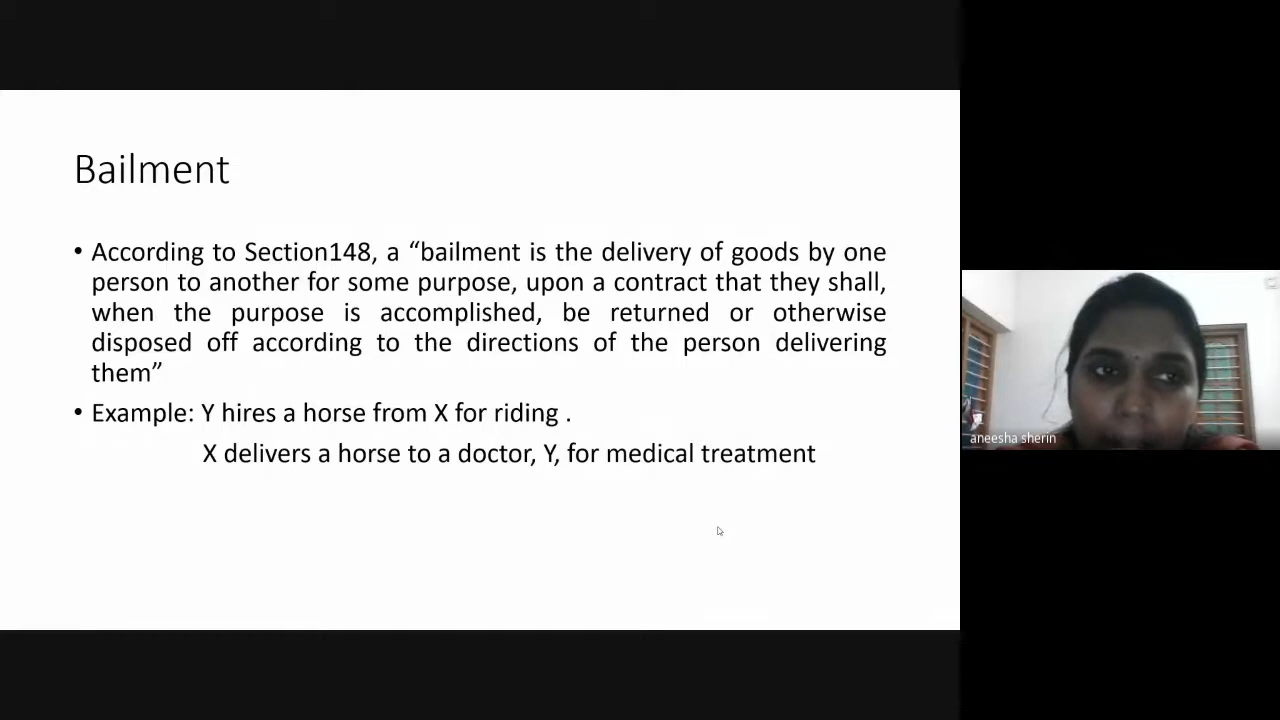 Bailment
• According to Section148, a “bailment is the delivery of goods by one
person to another for some purpose, upon a contract that they shall,
when the purpose is accomplished, be returned or otherwise
disposed off according to the directions of the person delivering
them”
• Example: Y hires a horse from X for riding .
X delivers a horse to a doctor, Y, for medical treatment
aneesha sherin